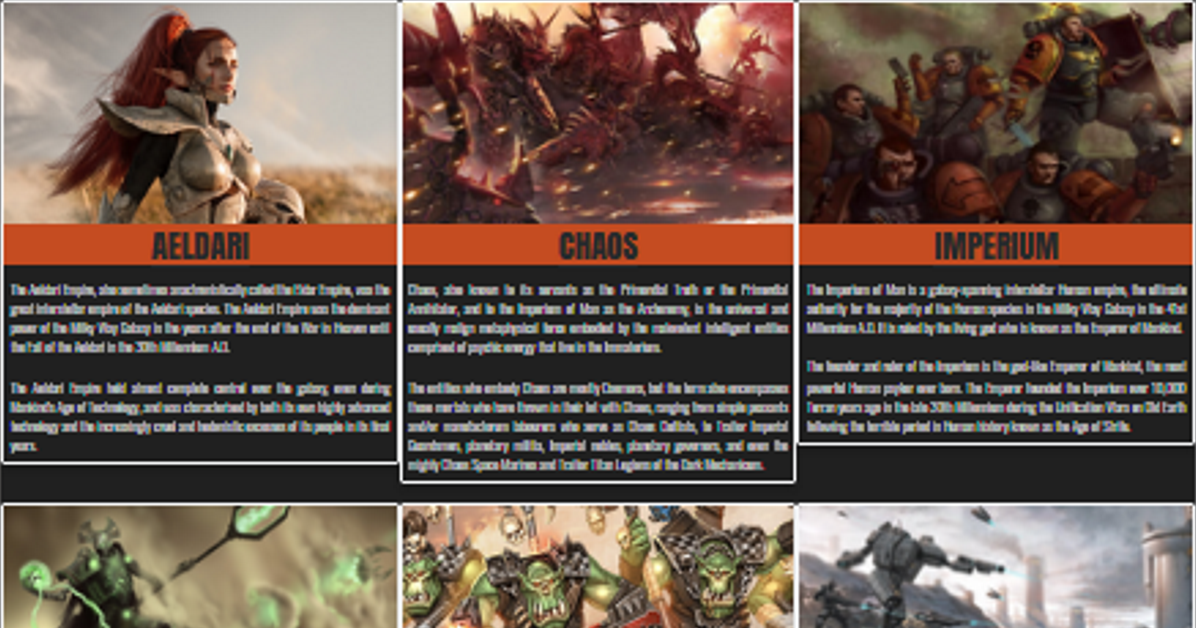 AELDARI
The Aeldari Empire, also sometimes anachronistically called the Eldar Empire, was the
great interstellar empire of the Aeldari species. The Aeldari Empire was the dominant
power of the Milky Way Galaxy in the years after the end of the War in Heaven until
the Fall of the Aeldari in the 30th Millennium A.D.
The Aeldari Empire held almost complete control over the galaxy, even during
Mankind's Age of Technology, and was characterised by both its own highly advanced
technology and the increasingly cruel and hedonistic excesses of its people in its final
years.
CHAOS
Chaos, also known to its servants as the Primordial Truth or the Primordial
Annihilator, and to the Imperium of Man as the Archenemy, is the universal and
usually malign metaphysical force embodied by the malevolent intelligent entities
comprised of psychic energy that live in the Immaterium.
The entities who embody Chaos are mostly Daemons, but the term also encompasses
those mortals who have thrown in their lot with Chaos, ranging from simple peasants
and/or manufactorum labourers who serve as Chaos Cultists, to Traitor Imperial
Guardsmen, planetary militia, Imperial nobles, planetary governors, and even the
mighty Chaos Space Marines and Traitor Titan Legions of the Dark Mechanicum.
IMPERIUM
The Imperium of Man is a galaxy-spanning interstellar Human empire, the ultimate
authority for the majority of the Human species in the Milky Way Galaxy in the 41st
Millennium A.D. It is ruled by the living god who is known as the Emperor of Mankind.
The founder and ruler of the Imperium is the god-like Emperor of Mankind, the most
powerful Human psyker ever born. The Emperor founded the Imperium over 10,000
Terran years ago in the late 30th Millennium during the Unification Wars on Old Earth
following the terrible period in Human history known as the Age of Strife.